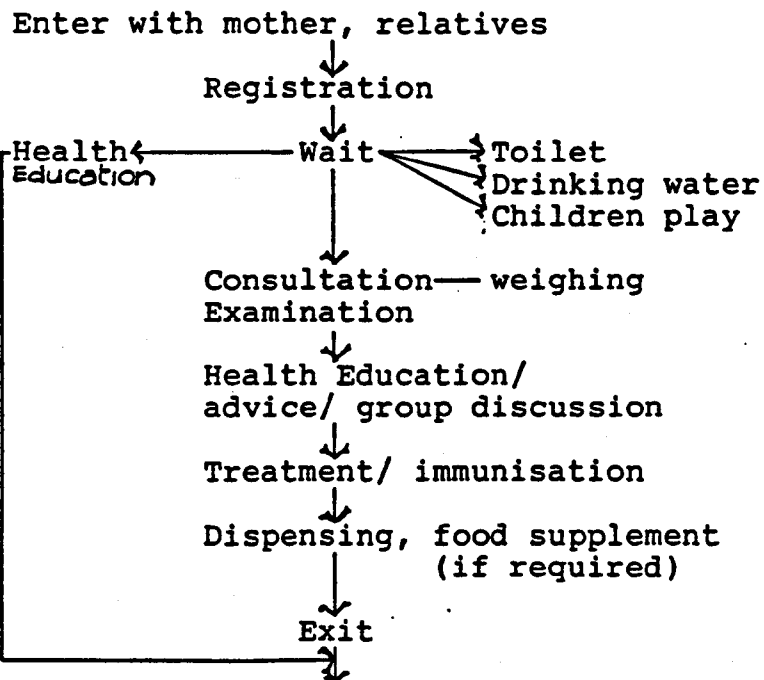 Enter with mother, relatives
Registration
Health Wait Toilet
Education Drinking water
Children play
Consultation weighing
Examination
Health Education/
advice/ group discussion
Treatment/ immunisation
Dispensing, food supplement
(if required)
Exit